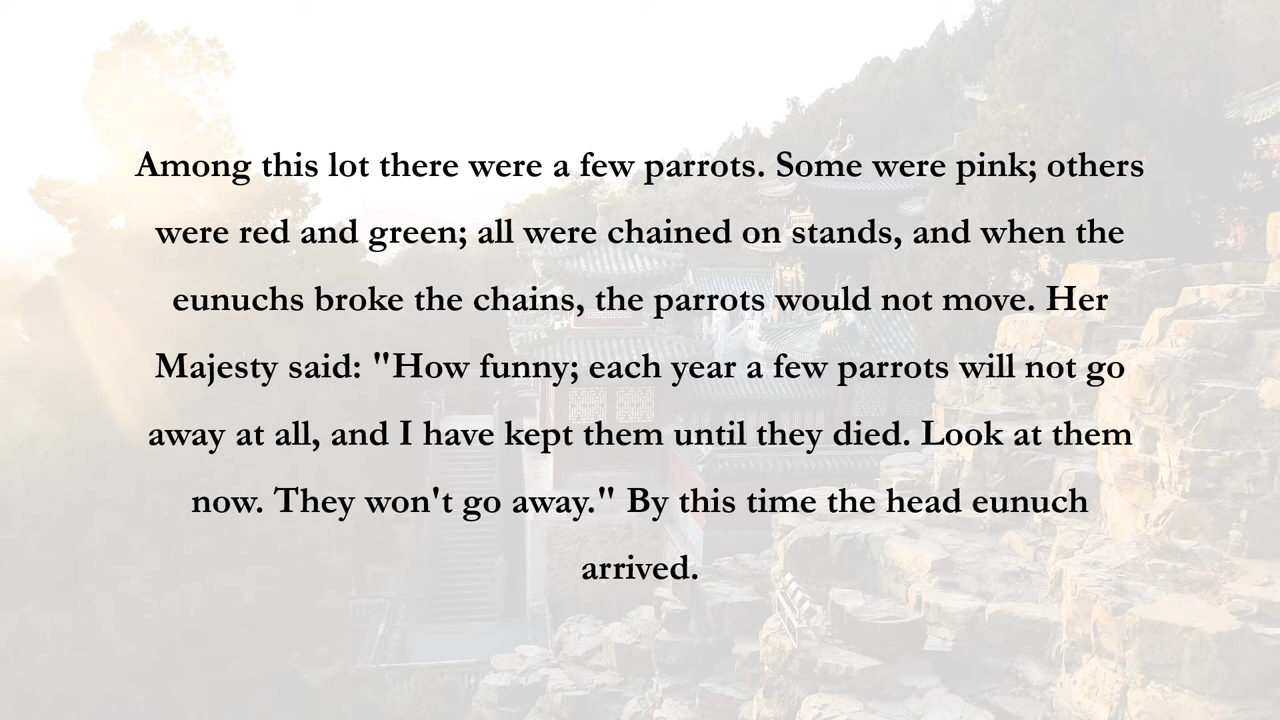 Among this lot there were a few parrots. Some were pink; others
were red and green; all were chained on stands, and when the
eunuchs broke the chains, the parrots would not move. Her
Majesty said: "How funny; each year a few parrots will not go
away at all, and I have kept them until they died. Look at them
now. They won't go away." By this time the head eunuch
arrived.